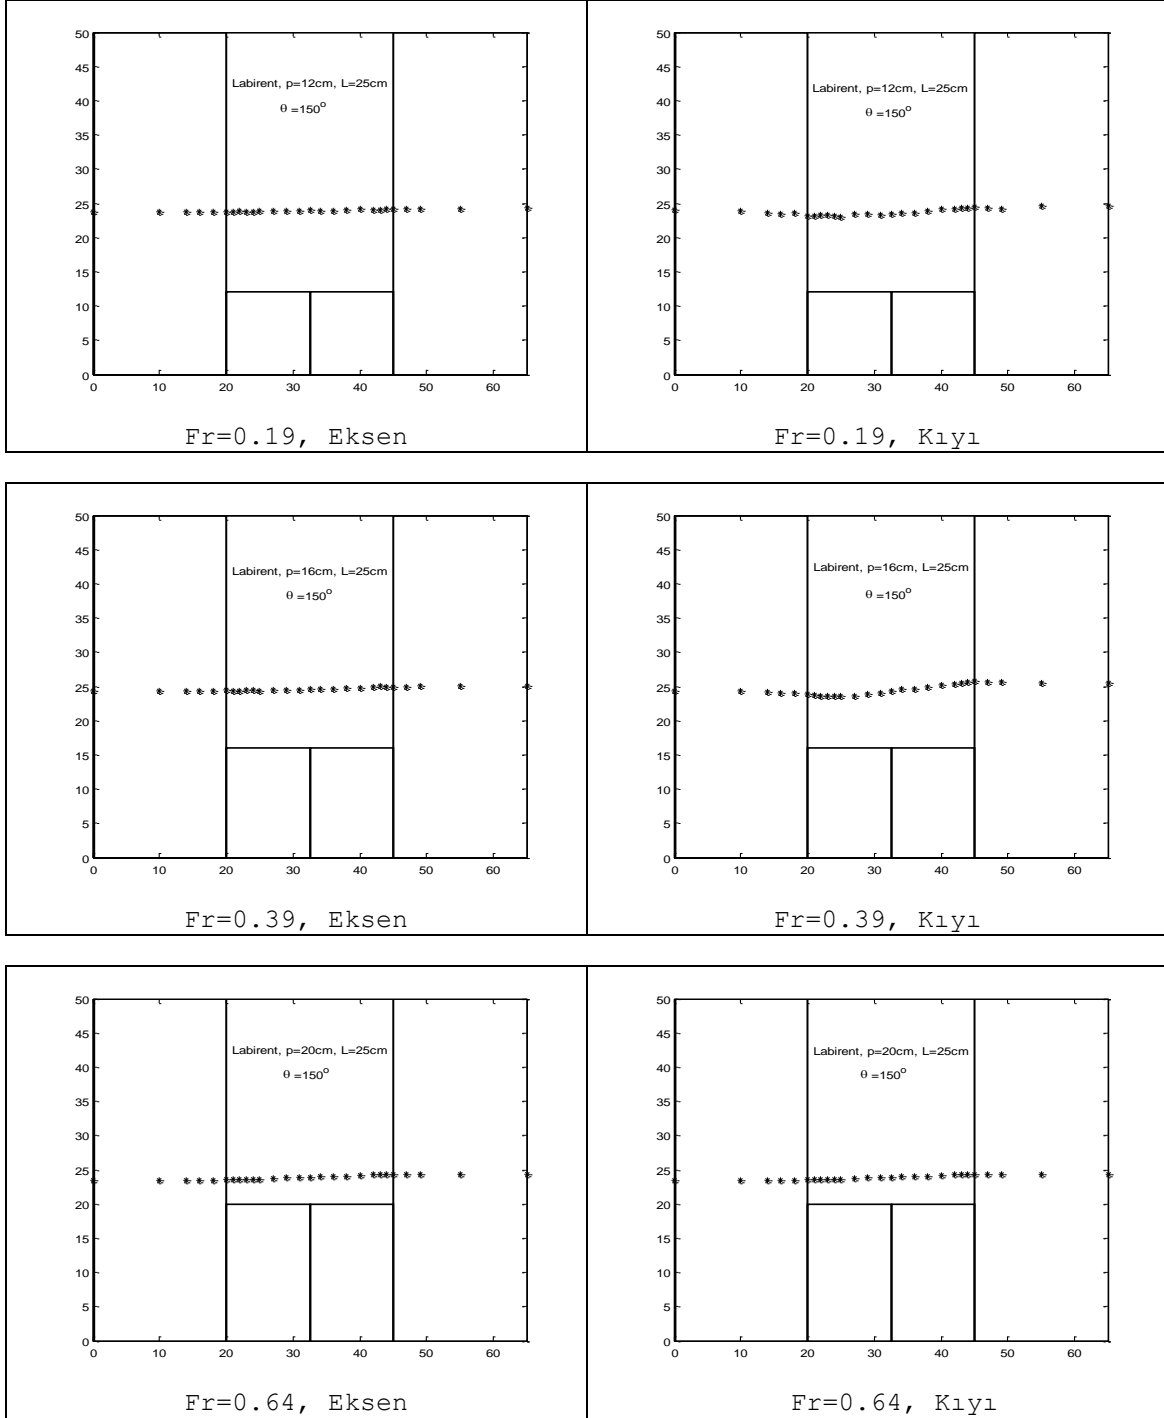 50
45
40
35
30
25
20
15
10
5
0
Labirent, p=12cm, L=25cm
θ =150°
0 10 20 30 40 50 60
Fr=0.19, Eksen
50
45
40
35
30
25
20
15
10
5
0
Labirent, p=12cm, L=25cm
θ =150°
0 10 20 30 40 50 60
Fr=0.19, Kıyı
50
45
40
35
30
25
20
15
10
5
0
Labirent, p=16cm, L=25cm
θ =150°
0 10 20 30 40 50 60
Fr=0.39, Eksen
50
45
40
35
30
25
20
15
10
5
0
Labirent, p=16cm, L=25cm
θ =150°
0 10 20 30 40 50 60
Fr=0.39, Kıyı
50
45
40
35
30
25
20
15
10
5
0
Labirent, p=20cm, L=25cm
θ =150°
0 10 20 30 40 50 60
Fr=0.64, Eksen
50
45
40
35
30
25
20
15
10
5
0
Labirent, p=20cm, L=25cm
θ =150°
0 10 20 30 40 50 60
Fr=0.64, Kıyı